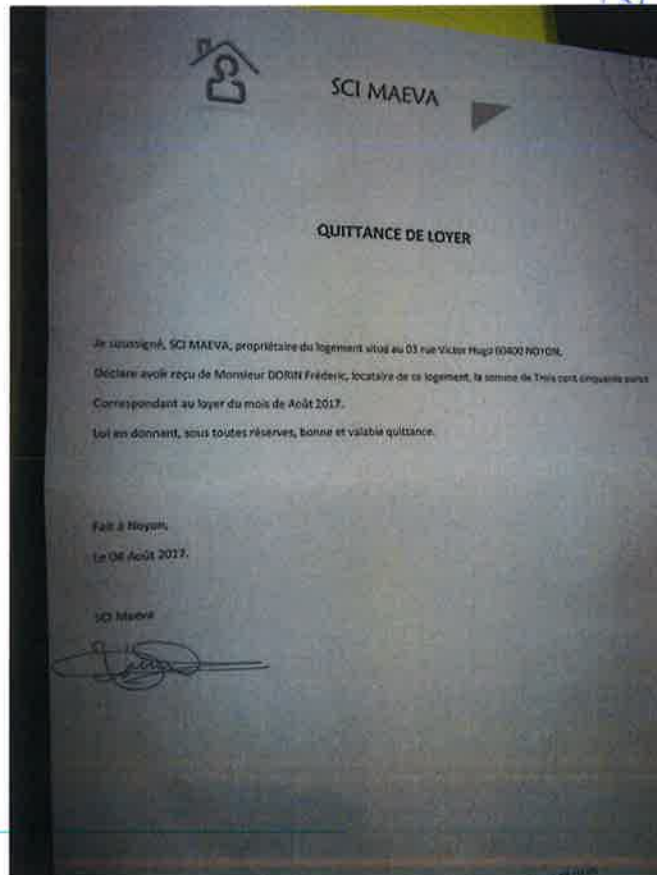 SCI MAEVA
QUITTANCE DE LOYER
Je soussigné, SCI MAEVA, propriétaire du logement situé au 03 rue Victor Hugo 60400 NOYON,
Déclare avoir reçu de Monsieur DORIN Fréderic, locataire de ce logement, la somme de Trois cent cinquante euros
Correspondant au loyer du mois de Août 2017.
Lui en donnant, sous toutes réserves, bonne et valable quittance.
Fait à Noyon,
Le 08 Août 2017.
SCI Maeva